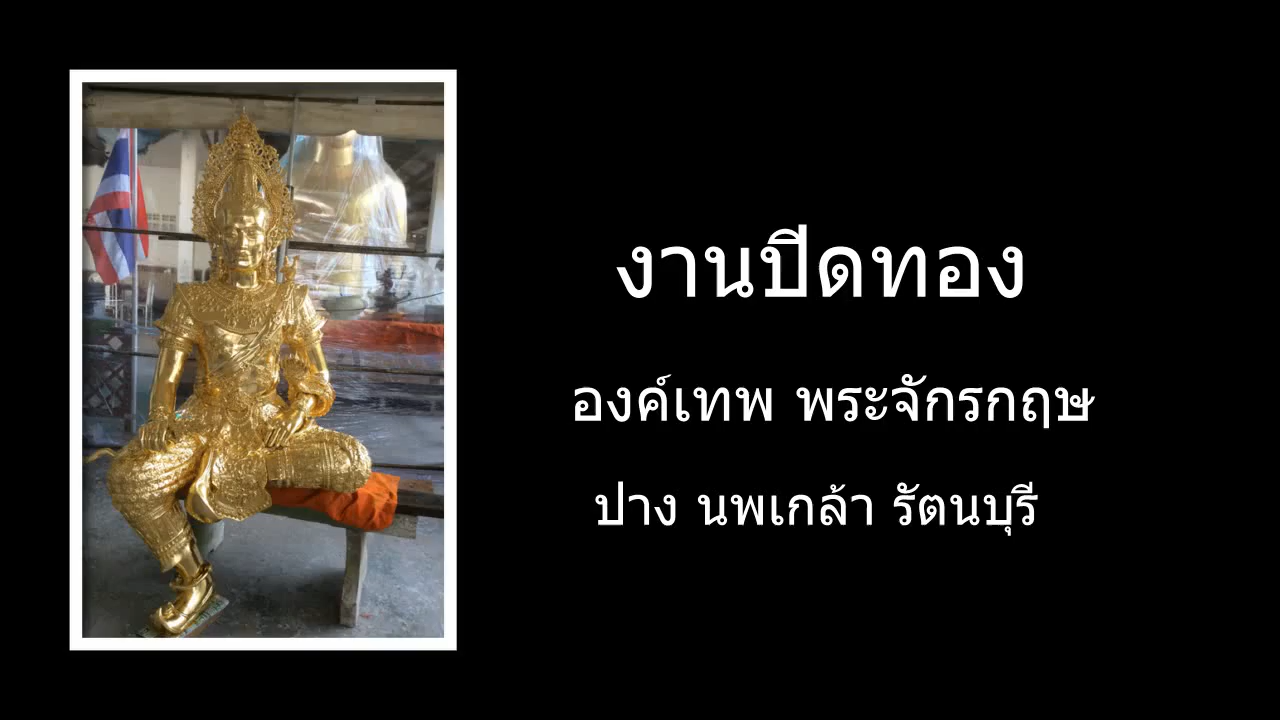 งานปิดทอง
องค์เทพ พระจักรกฤษ
ปาง นพเกล้า รัตนบุรี